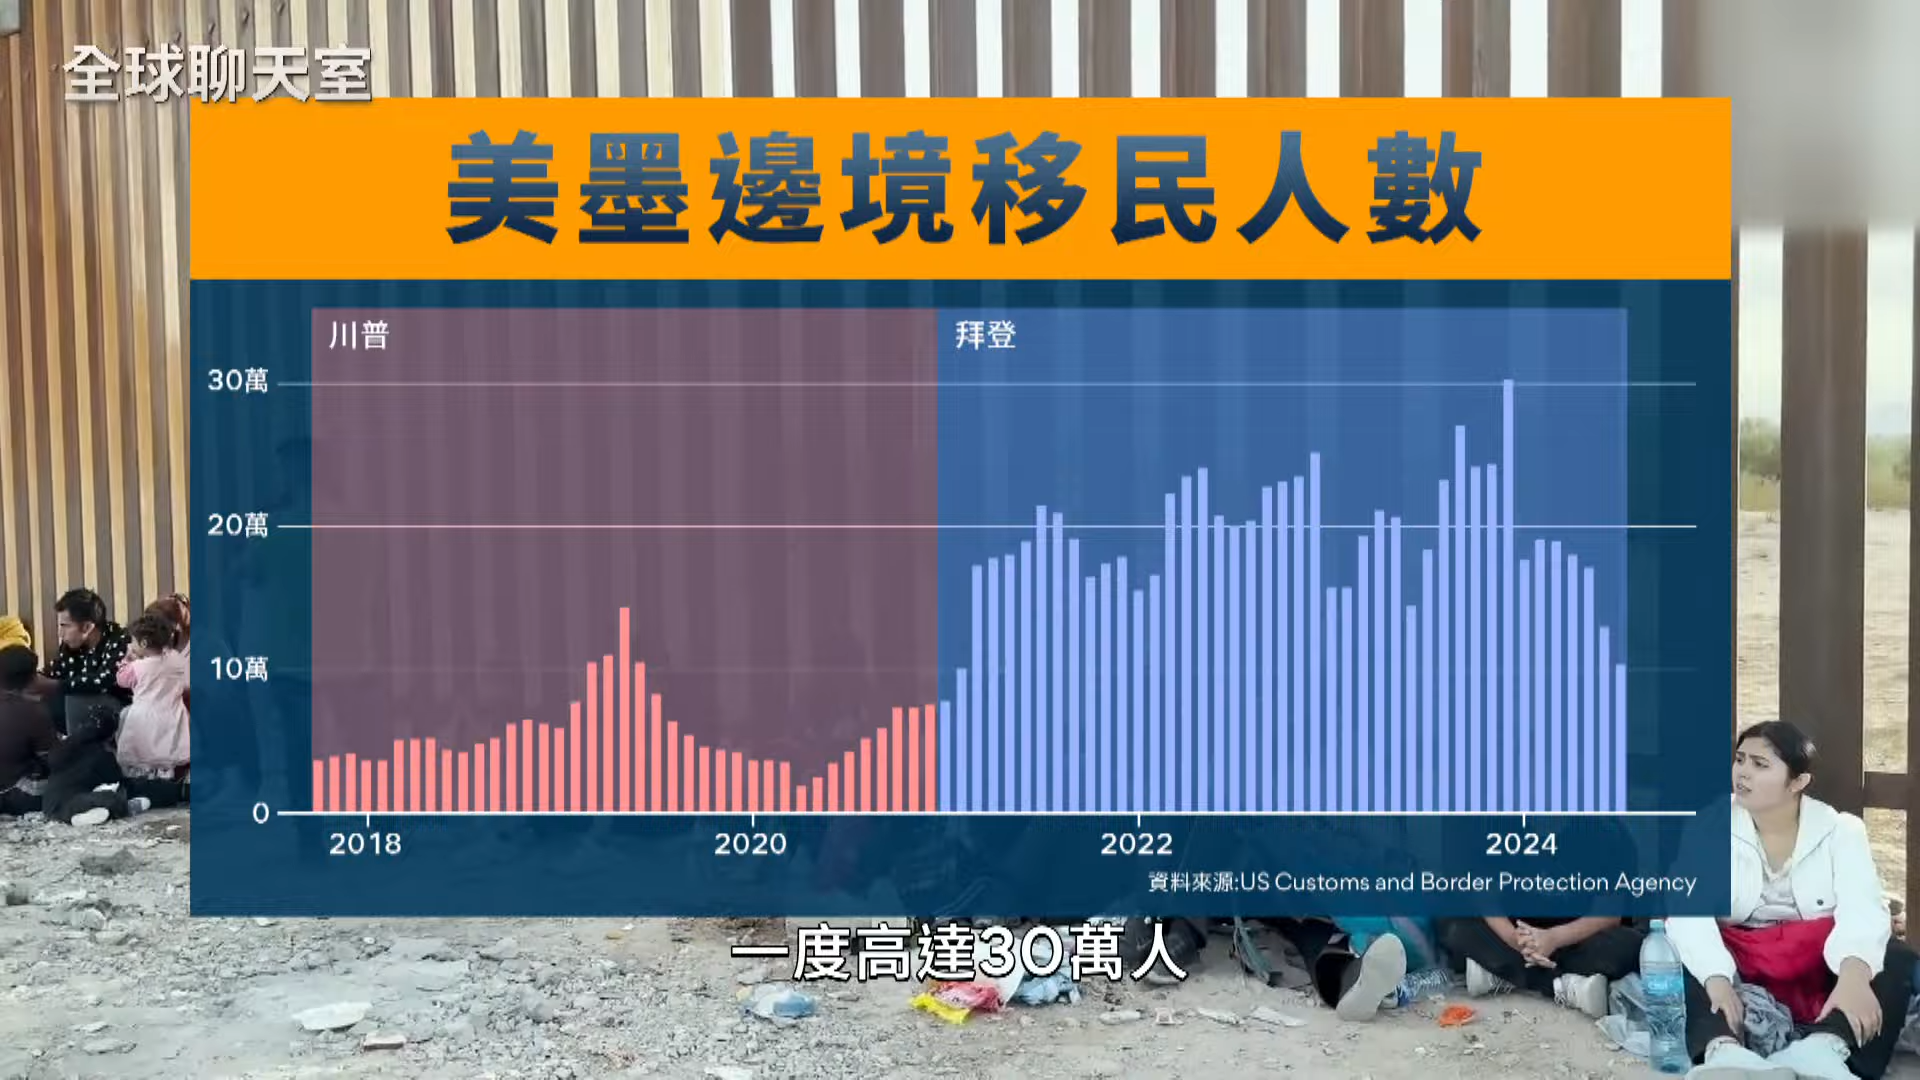 全球聊天室
美墨邊境移民人數
川普
拜登
30萬
20萬
10萬
0
2018 2020 2022 2024
資料來源:US Customs and Border Protection Agency
一度高達30萬人